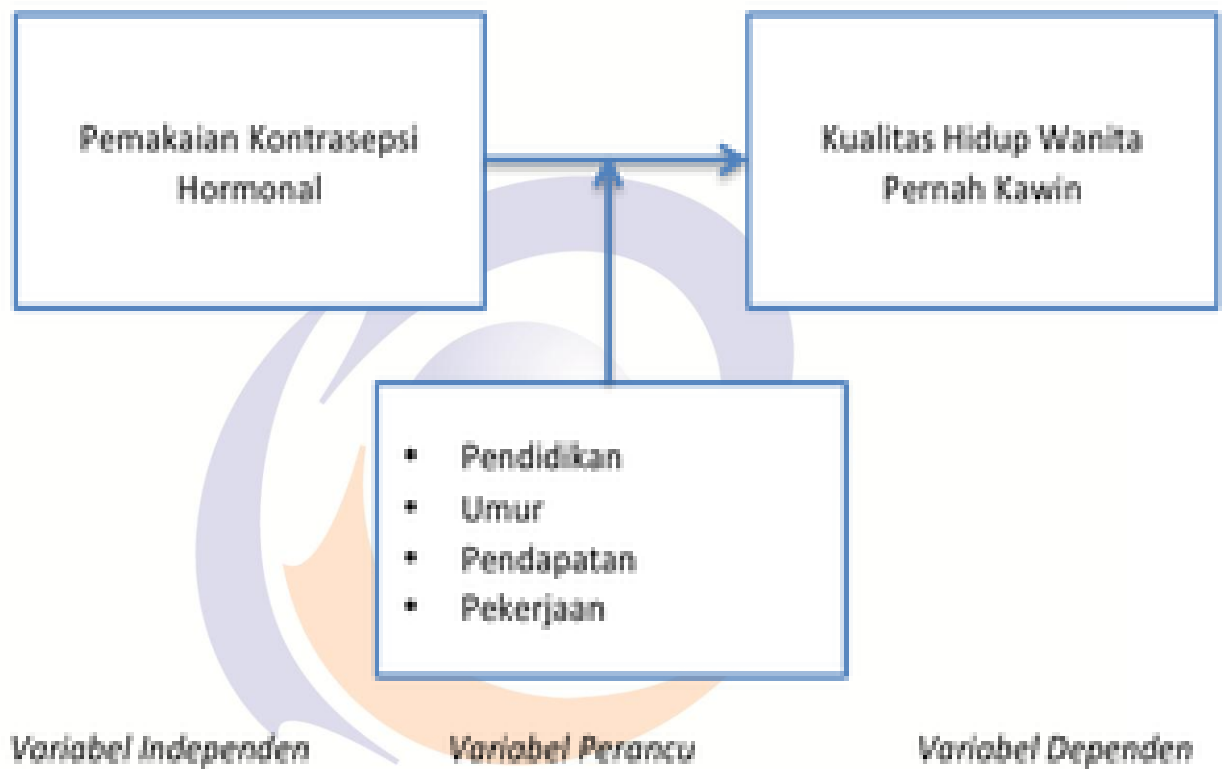 Pemakaian Kontrasepsi
Hormonal
Kualitas Hidup Wanita
Pernah Kawin
• Pendidikan
• Umur
• Pendapatan
• Pekerjaan
Variabel Independen
Variabel Perancu
Variabel Dependen